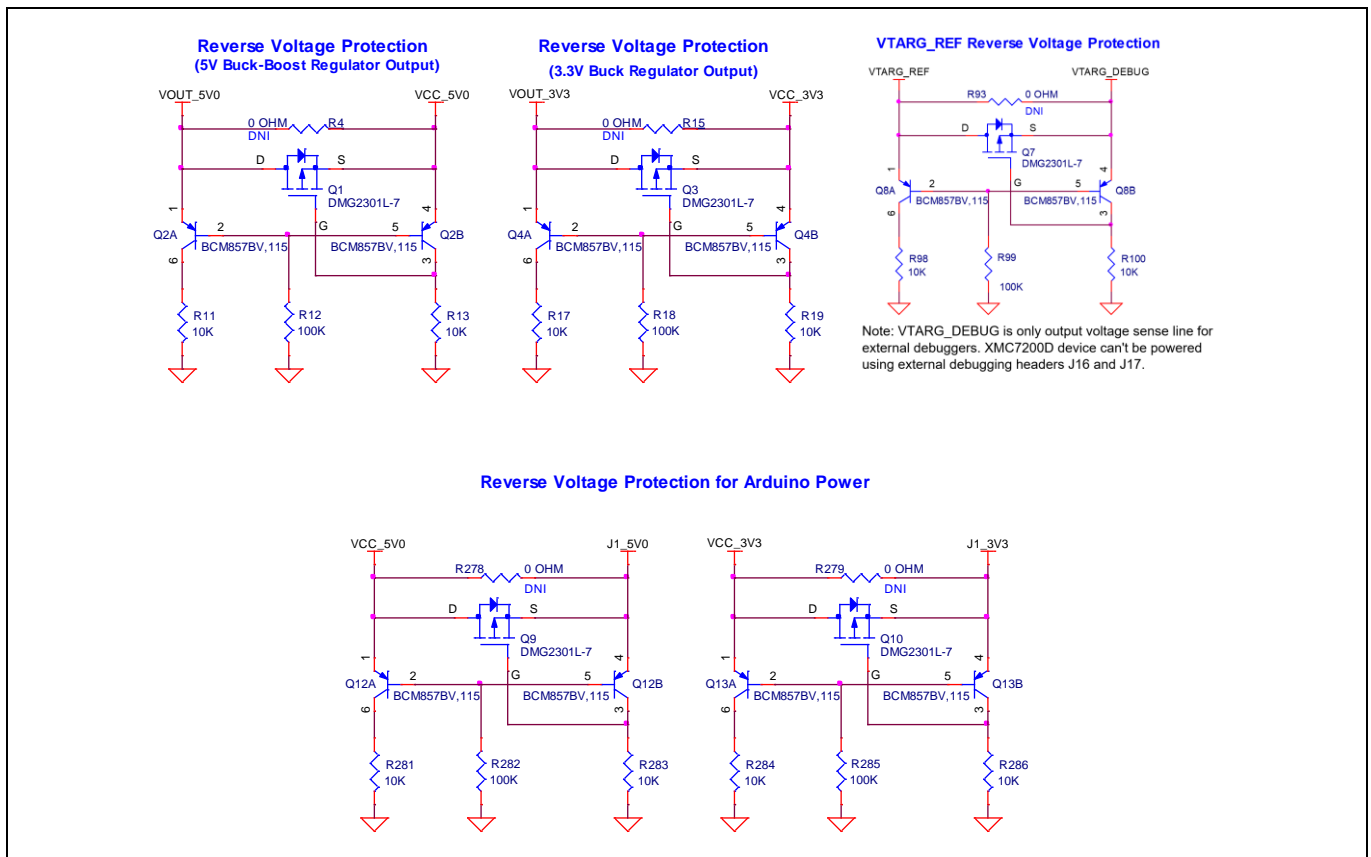 Reverse Voltage Protection
(5V Buck-Boost Regulator Output)
VOUT_5V0
VCC_5V0
0 OHM
R4
DNI
D
S
Q1
DMG2301L-7
1
4
Q2A
2
G
5
Q2B
BCM857BV,115
BCM857BV,115
6
3
R11
10K
R12
100K
R13
10K
Reverse Voltage Protection
(3.3V Buck Regulator Output)
VOUT_3V3
VCC_3V3
0 OHM
R15
DNI
D
S
Q3
DMG2301L-7
1
4
Q4A
2
G
5
Q4B
BCM857BV,115
BCM857BV,115
6
3
R17
10K
R18
100K
R19
10K
VTARG_REF Reverse Voltage Protection
VTARG_REF
VTARG_DEBUG
R93
0 OHM
DNI
D
S
Q7
DMG2301L-7
1
4
Q8A
2
G
5
Q8B
BCM857BV,115
BCM857BV,115
6
3
R98
10K
R99
100K
R100
10K
Note: VTARG_DEBUG is only output voltage sense line for
external debuggers. XMC7200D device can't be powered
using external debugging headers J16 and J17.
Reverse Voltage Protection for Arduino Power
VCC_5V0
J1_5V0
R278
0 OHM
DNI
D
S
Q9
DMG2301L-7
1
4
Q12A
2
G
5
Q12B
BCM857BV,115
BCM857BV,115
6
3
R281
10K
R282
100K
R283
10K
VCC_3V3
J1_3V3
R279
0 OHM
DNI
D
S
Q10
DMG2301L-7
1
4
Q13A
2
G
5
Q13B
BCM857BV,115
BCM857BV,115
6
3
R284
10K
R285
100K
R286
10K